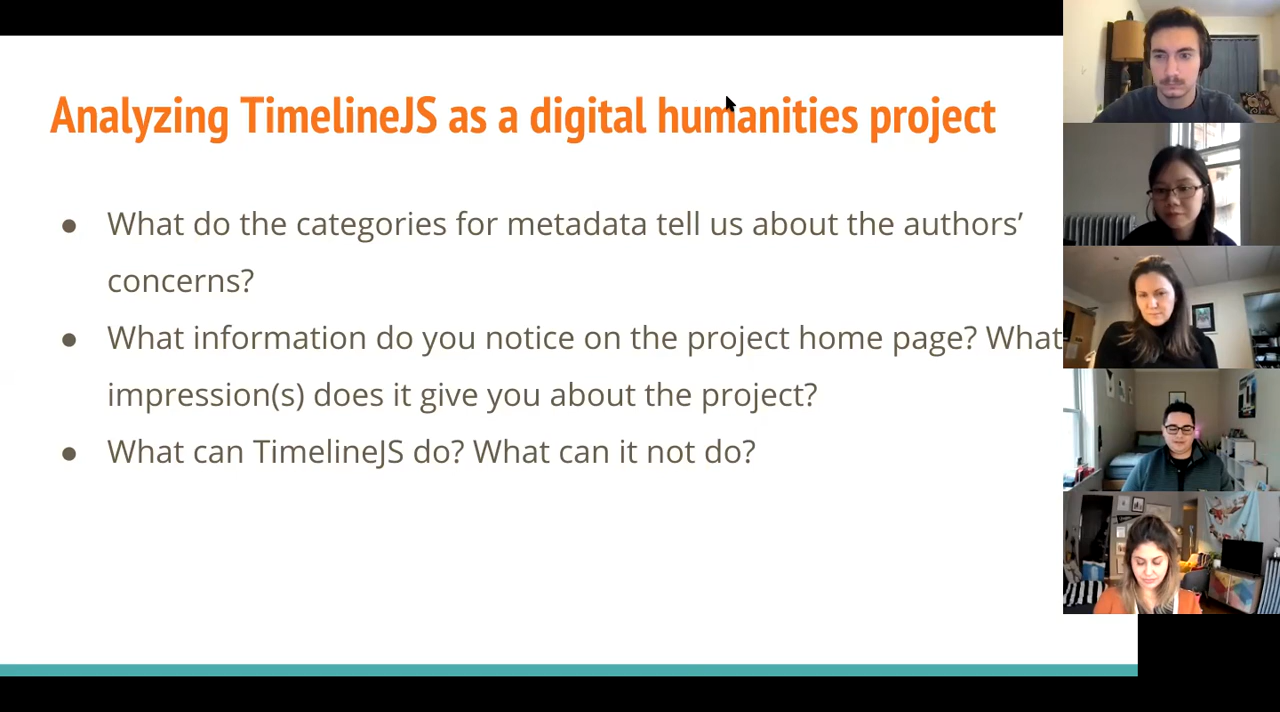 Analyzing TimelineJS as a digital humanities project
● What do the categories for metadata tell us about the authors’
concerns?
● What information do you notice on the project home page? What
impression(s) does it give you about the project?
● What can TimelineJS do? What can it not do?